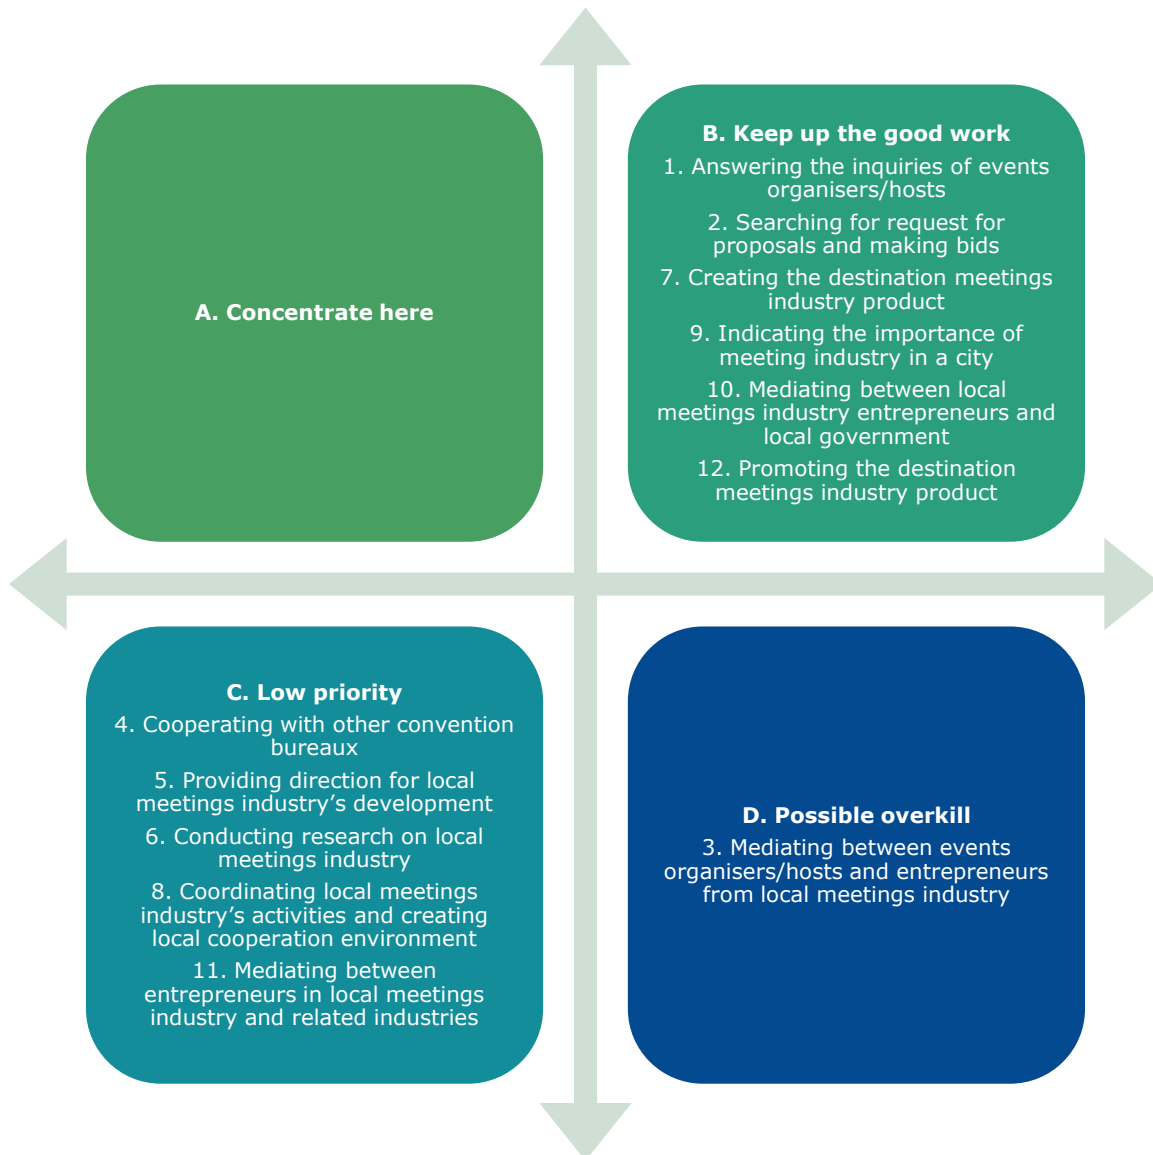 A. Concentrate here
B. Keep up the good work
1. Answering the inquiries of events
organisers/hosts
2. Searching for request for
proposals and making bids
7. Creating the destination meetings
industry product
9. Indicating the importance of
meeting industry in a city
10. Mediating between local
meetings industry entrepreneurs and
local government
12. Promoting the destination
meetings industry product
C. Low priority
4. Cooperating with other convention
bureaux
5. Providing direction for local
meetings industry’s development
6. Conducting research on local
meetings industry
8. Coordinating local meetings
industry’s activities and creating
local cooperation environment
11. Mediating between
entrepreneurs in local meetings
industry and related industries
D. Possible overkill
3. Mediating between events
organisers/hosts and entrepreneurs
from local meetings industry